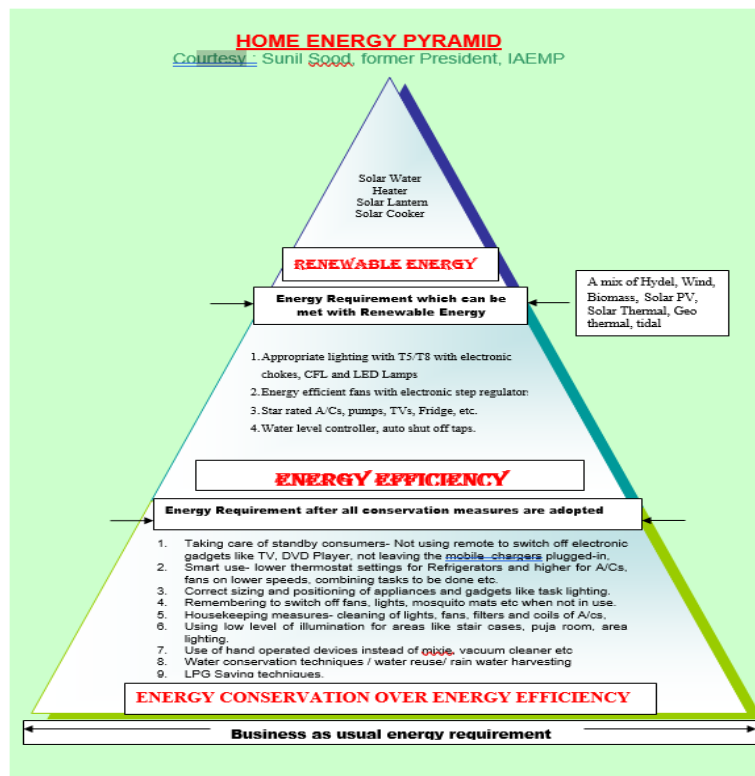 HOME ENERGY PYRAMID
Courtesy : Sunil Sood, former President, IAEMP
Solar Water
Heater
Solar Lantern
Solar Cooker
RENEWABLE ENERGY
Energy Requirement which can be
met with Renewable Energy
A mix of Hydel, Wind,
Biomass, Solar PV,
Solar Thermal, Geo
thermal, tidal
1. Appropriate lighting with T5/T8 with electronic
chokes, CFL and LED Lamps
2. Energy efficient fans with electronic step regulator
3. Star rated A/Cs, pumps, TVs, Fridge, etc.
4. Water level controller, auto shut off taps.
ENERGY EFFICIENCY
Energy Requirement after all conservation measures are adopted
1. Taking care of standby consumers- Not using remote to switch off electronic
gadgets like TV, DVD Player, not leaving the mobile chargers plugged-in,
2. Smart use- lower thermostat settings for Refrigerators and higher for A/Cs,
fans on lower speeds, combining tasks to be done etc.
3. Correct sizing and positioning of appliances and gadgets like task lighting.
4. Remembering to switch off fans, lights, mosquito mats etc when not in use.
5. Housekeeping measures- cleaning of lights, fans, filters and coils of A/Cs,
6. Using low level of illumination for areas like stair cases, puja room, area
lighting.
7. Use of hand operated devices instead of mixie, vacuum cleaner etc
8. Water conservation techniques / water reuse/ rain water harvesting
9. LPG Saving techniques.
ENERGY CONSERVATION OVER ENERGY EFFICIENCY
Business as usual energy requirement